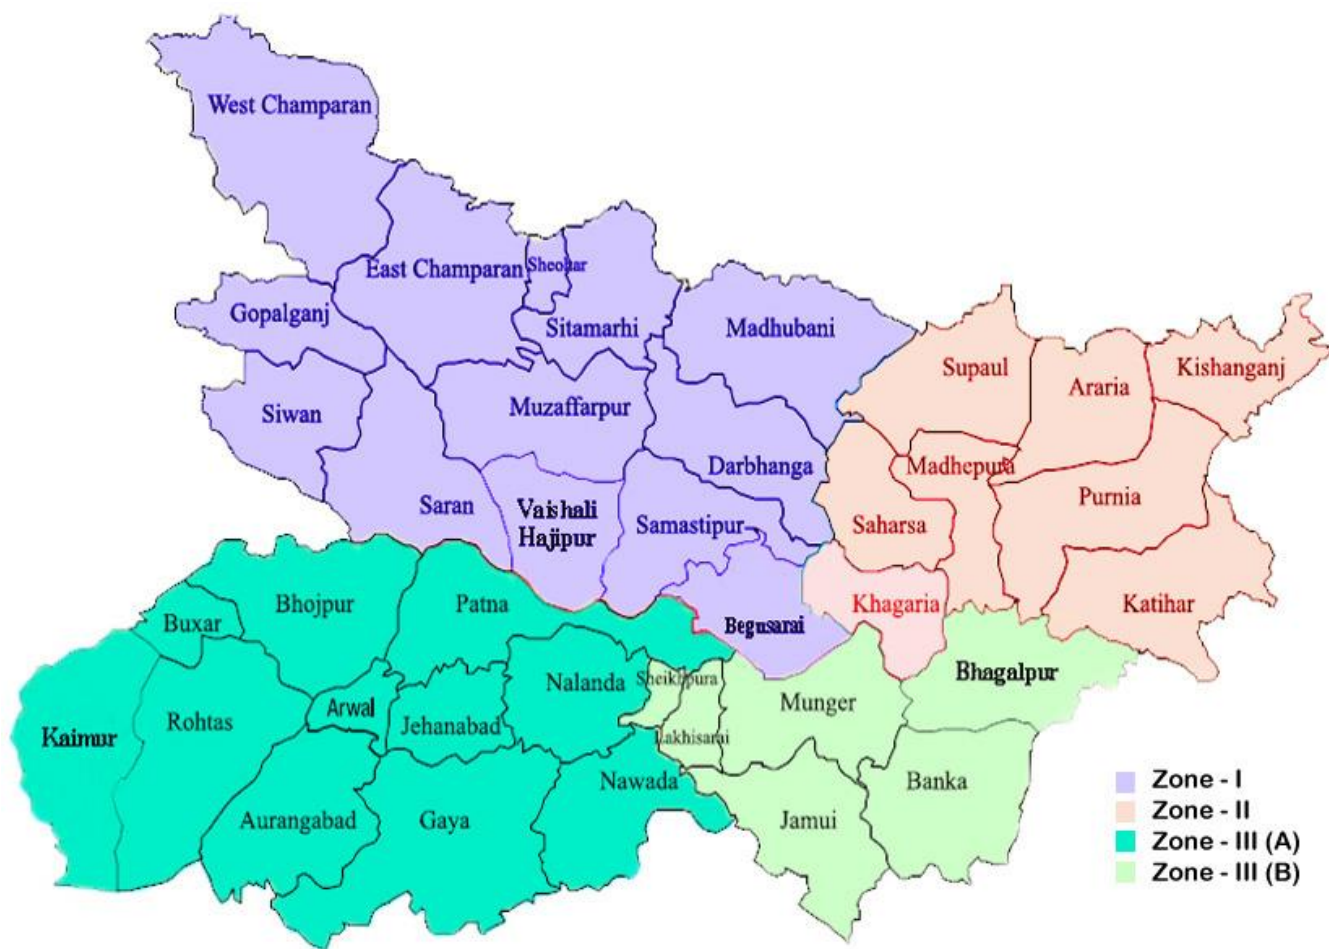 West Champaran
East Champaran
Sheohar
Gopalganj
Sitamarhi
Madhubani
Supaul
Araria
Kishanganj
Siwan
Muzaffarpur
Darbhanga
Madhepura
Purnia
Saran
Vaishali
Hajipur
Samastipur
Saharsa
Bhojpur
Patna
Khagaria
Katihar
Buxar
Begusarai
Bhagalpur
Nalanda
Sheikhpura
Munger
Kaimur
Rohtas
Arwal
Jehanabad
Lakhisarai
Nawada
Banka
Aurangabad
Gaya
Jamui
Zone - I
Zone - II
Zone - III (A)
Zone - III (B)